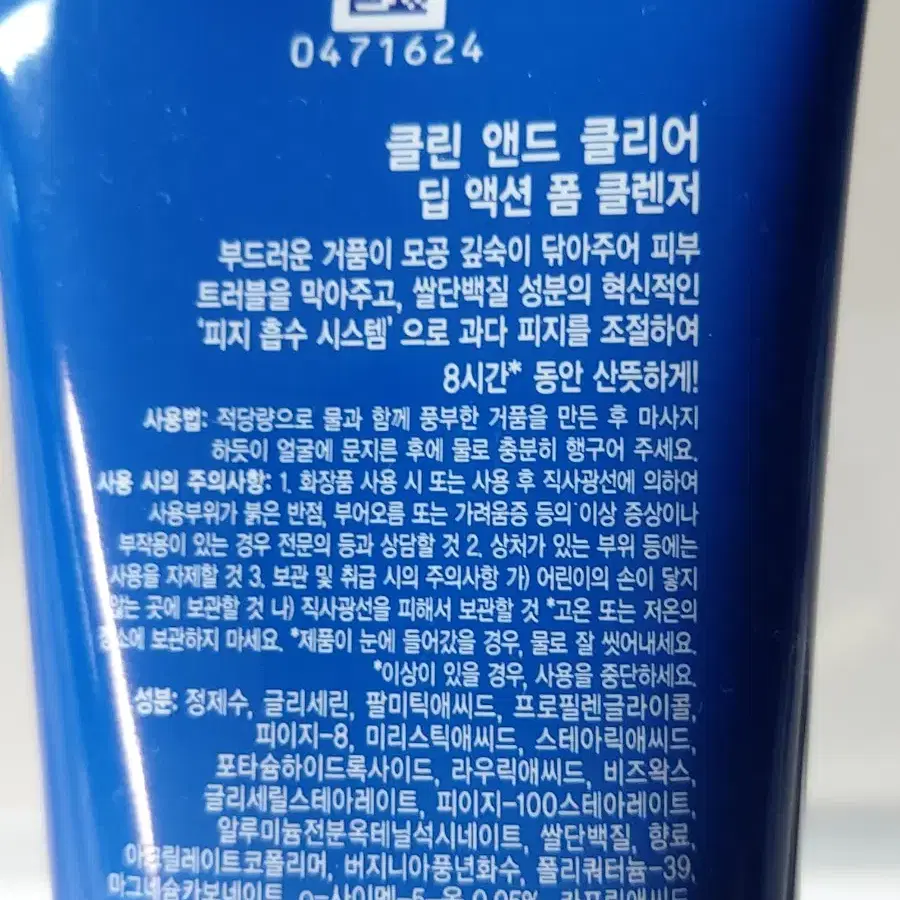 0471624
클린 앤드 클리어
딥 액션 폼 클렌저
부드러운 거품이 모공 깊숙이 닦아주어 피부
트러블을 막아주고, 쌀단백질 성분의 혁신적인
'피지 흡수 시스템' 으로 과다 피지를 조절하여
8시간* 동안 산뜻하게!
사용법: 적당량으로 물과 함께 풍부한 거품을 만든 후 마사지
하듯이 얼굴에 문지른 후에 물로 충분히 헹구어 주세요.
사용 시의 주의사항: 1. 화장품 사용 시 또는 사용 후 직사광선에 의하여
사용부위가 붉은 반점, 부어오름 또는 가려움증 등의 이상 증상이나
부작용이 있는 경우 전문의 등과 상담할 것 2. 상처가 있는 부위 등에는
사용을 자제할 것 3. 보관 및 취급 시의 주의사항 가) 어린이의 손이 닿지
않는 곳에 보관할 것 나) 직사광선을 피해서 보관할 것 *고온 또는 저온의
장소에 보관하지 마세요. *제품이 눈에 들어갔을 경우, 물로 잘 씻어내세요.
*이상이 있을 경우, 사용을 중단하세요.
성분: 정제수, 글리세린, 팔미틱애씨드, 프로필렌글라이콜,
피이지-8, 미리스틱애씨드, 스테아릭애씨드,
포타슘하이드록사이드, 라우릭애씨드, 비즈왁스,
글리세릴스테아레이트, 피이지-100스테아레이트,
알루미늄전분옥테닐석시네이트, 쌀단백질, 향료,
아크릴레이트코폴리머, 버지니아풍년화수, 폴리쿼터늄-39,
마그네슘카보네이트, o-사이멘-5-올 0.05%, 카프릭애씨드